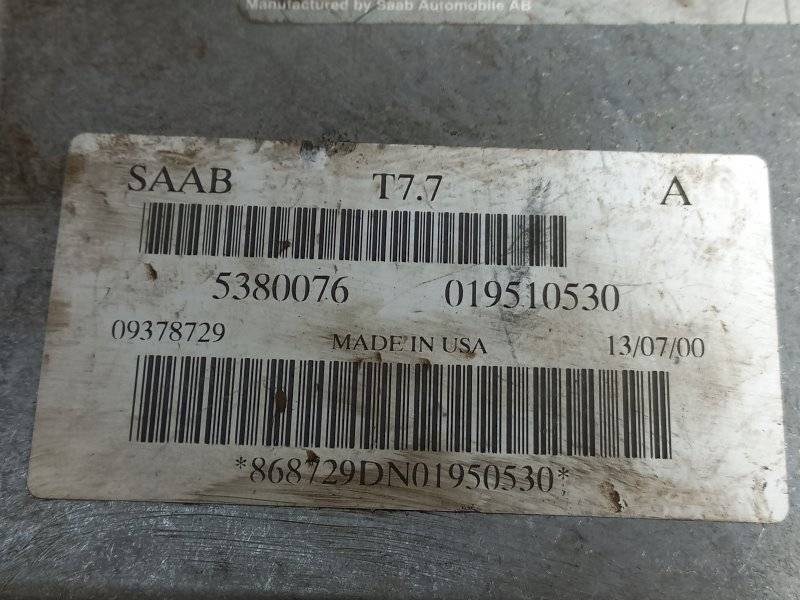 Manufactured by Saab Automobile AB
SAAB T7.7 A
5380076 019510530
09378729 MADE IN USA 13/07/00
*868729DN01950530*